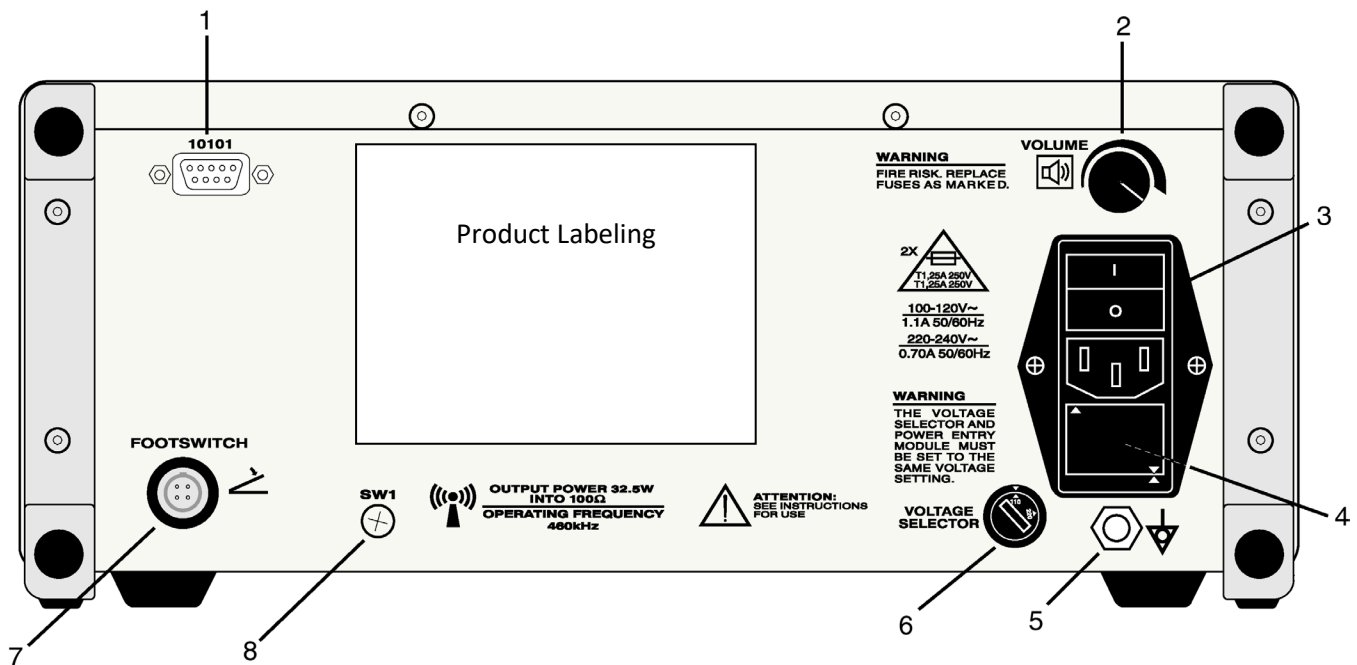 1
2
10101
VOLUME
WARNING
FIRE RISK. REPLACE
FUSES AS MARKED.
Product Labeling
3
I
O
2X
T1,25A 250V
T1,25A 250V
100-120V~
1.1A 50/60Hz
220-240V~
0.70A 50/60Hz
WARNING
THE VOLTAGE
SELECTOR AND
POWER ENTRY
MODULE MUST
BE SET TO THE
SAME VOLTAGE
SETTING.
FOOTSWITCH
SW1
OUTPUT POWER 32.5W
INTO 100Ω
OPERATING FREQUENCY
460kHz
ATTENTION:
SEE INSTRUCTIONS
FOR USE
VOLTAGE
SELECTOR
110
4
5
6
7
8